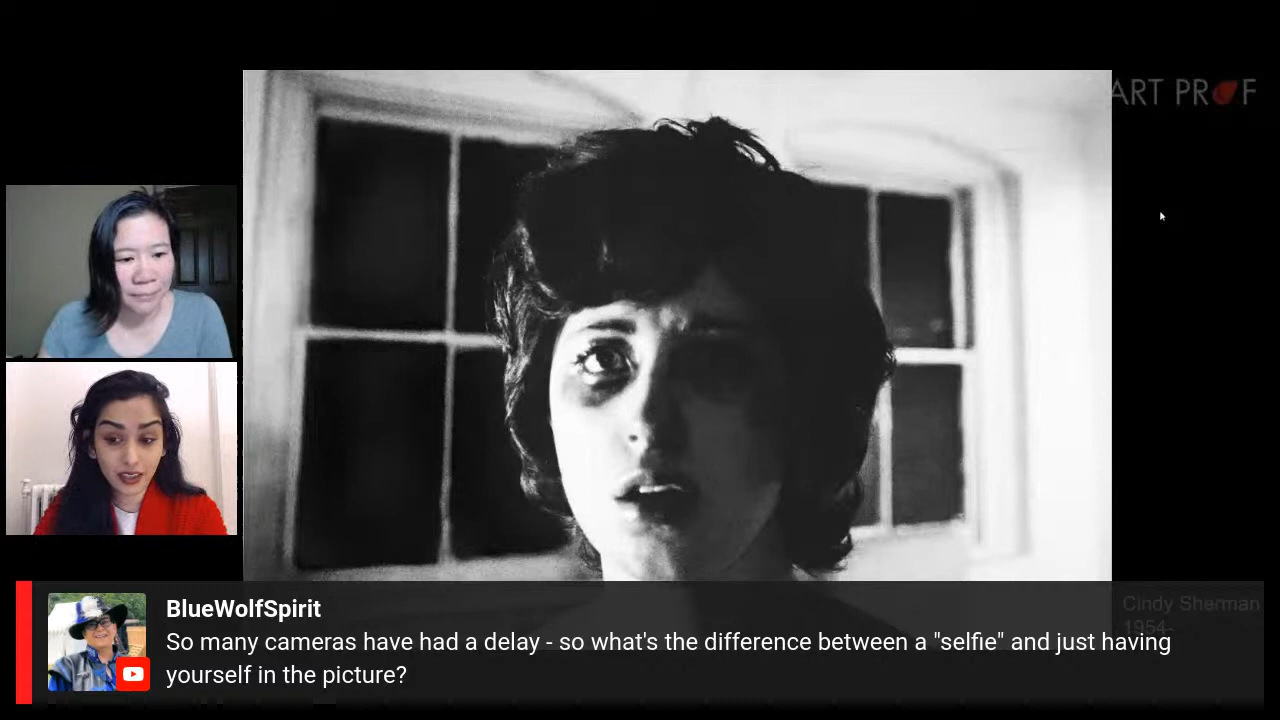 ART PROF
BlueWolfSpirit
So many cameras have had a delay - so what's the difference between a "selfie" and just having
yourself in the picture?
Cindy Sherman
1954-